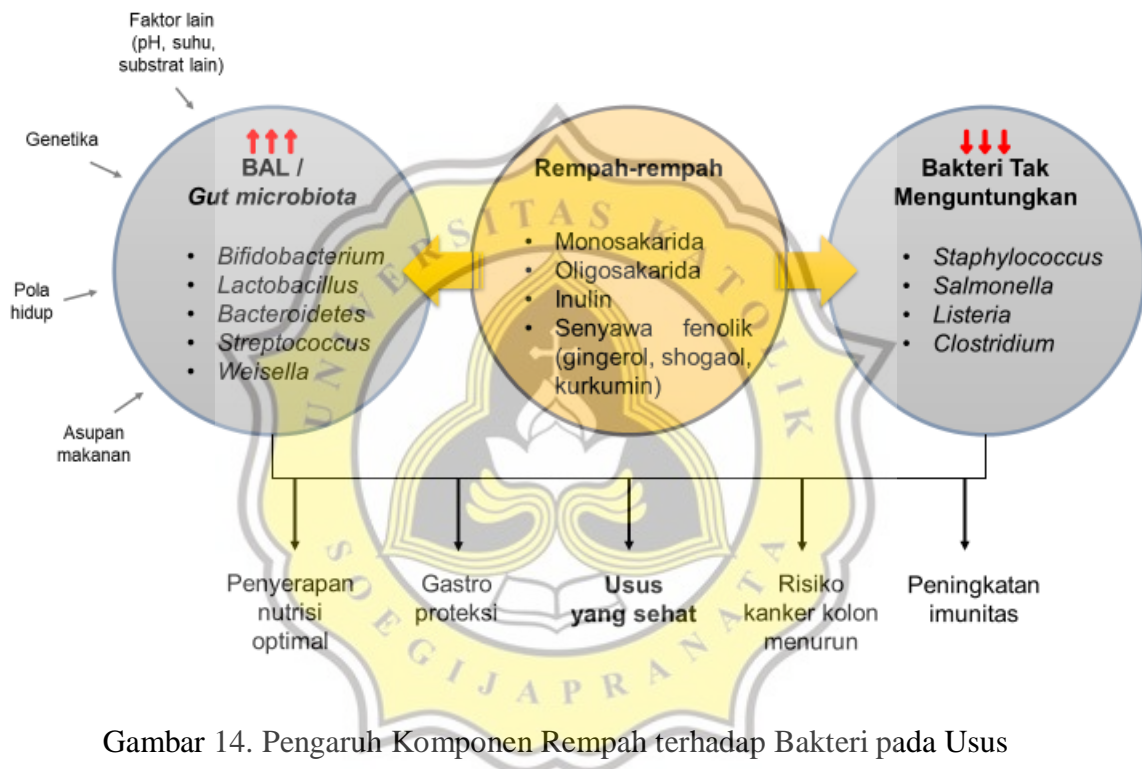 Faktor lain
(pH, suhu,
substrat lain)
Genetika
Pola
hidup
Asupan
makanan
↑↑↑
BAL /
Gut microbiota
• Bifidobacterium
• Lactobacillus
• Bacteroidetes
• Streptococcus
• Weisella
Rempah-rempah
• Monosakarida
• Oligosakarida
• Inulin
• Senyawa fenolik
(gingerol, shogaol,
kurkumin)
↓↓↓
Bakteri Tak
Menguntungkan
• Staphylococcus
• Salmonella
• Listeria
• Clostridium
Penyerapan
nutrisi
optimal
Gastro
proteksi
Usus
yang sehat
Risiko
kanker kolon
menurun
Peningkatan
imunitas
UNIVERSITAS KATOLIK
SOEGIJAPRANATA
Gambar 14. Pengaruh Komponen Rempah terhadap Bakteri pada Usus